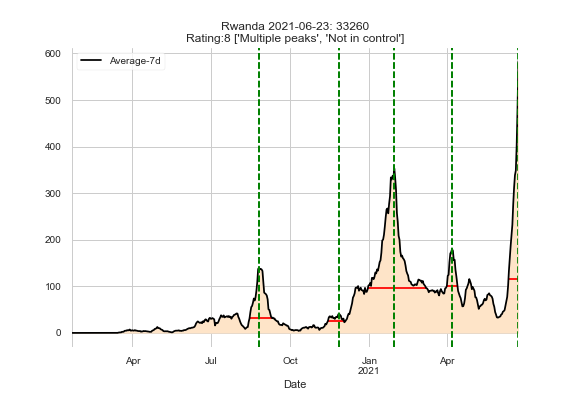 Rwanda 2021-06-23: 33260
Rating:8 ['Multiple peaks', 'Not in control']
Average-7d
600
500
400
300
200
100
0
Apr
Jul
Oct
Jan
2021
Apr
Date